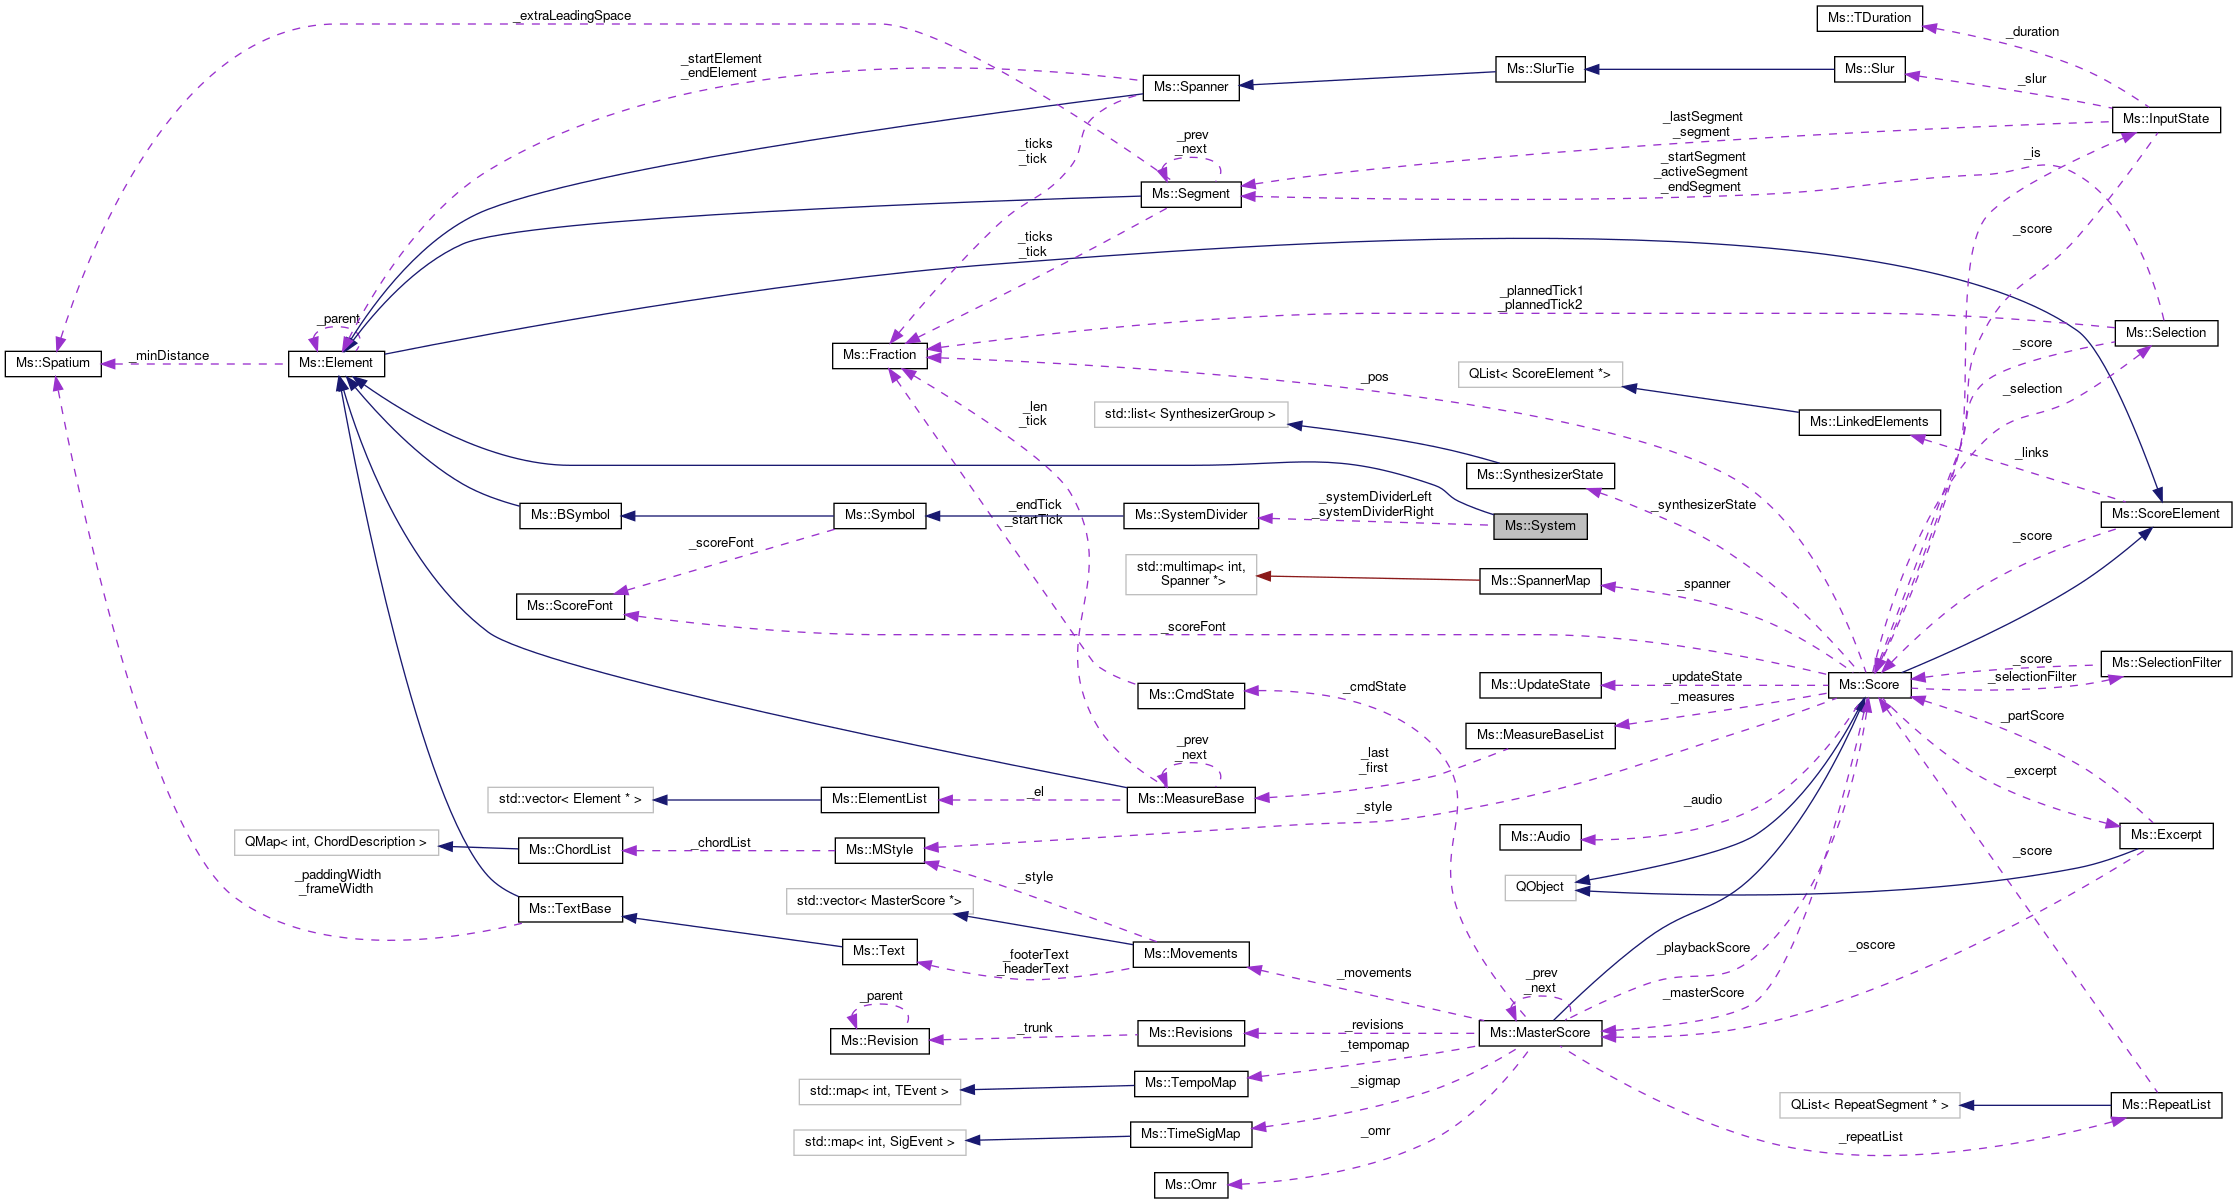 _extraLeadingSpace
Ms::TDuration
_duration
_startElement
_endElement
Ms::Spanner
Ms::SlurTie
Ms::Slur
_slur
Ms::InputState
_lastSegment
_segment
_ticks
_tick
_prev
_next
_startSegment
_activeSegment
_endSegment
_is
Ms::Segment
_ticks
_tick
_score
_plannedTick1
_plannedTick2
Ms::Selection
_parent
_minDistance
Ms::Spatium
Ms::Element
Ms::Fraction
_score
_pos
QList< ScoreElement *>
_selection
_len
_tick
std::list< SynthesizerGroup >
Ms::LinkedElements
_links
Ms::SynthesizerState
_endTick
_startTick
_systemDividerLeft
_systemDividerRight
_synthesizerState
Ms::BSymbol
Ms::Symbol
Ms::SystemDivider
Ms::System
Ms::ScoreElement
_scoreFont
_score
std::multimap< int,
Spanner *>
Ms::SpannerMap
_spanner
Ms::ScoreFont
_scoreFont
Ms::SelectionFilter
_score
_selectionFilter
Ms::CmdState
_cmdState
Ms::UpdateState
_updateState
_measures
Ms::Score
Ms::MeasureBaseList
_partScore
_prev
_next
_last
_first
_excerpt
std::vector< Element * >
Ms::ElementList
_el
Ms::MeasureBase
_style
_audio
QMap< int, ChordDescription >
Ms::ChordList
_chordList
Ms::MStyle
Ms::Audio
Ms::Excerpt
_score
_paddingWidth
_frameWidth
_style
QObject
std::vector< MasterScore *>
Ms::TextBase
Ms::Text
_footerText
_headerText
Ms::Movements
_playbackScore
_oscore
_movements
_prev
_next
_masterScore
_parent
Ms::Revision
_trunk
Ms::Revisions
_revisions
Ms::MasterScore
_tempomap
std::map< int, TEvent >
Ms::TempoMap
_sigmap
QList< RepeatSegment * >
Ms::RepeatList
std::map< int, SigEvent >
Ms::TimeSigMap
_omr
_repeatList
Ms::Omr